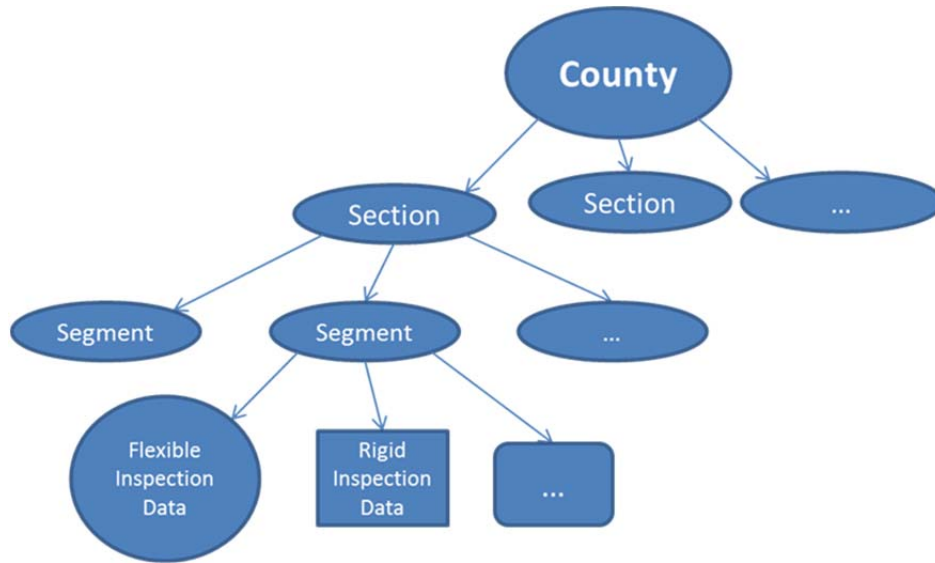 County
Section
Section
...
Segment
Segment
...
Flexible
Inspection
Data
Rigid
Inspection
Data
...